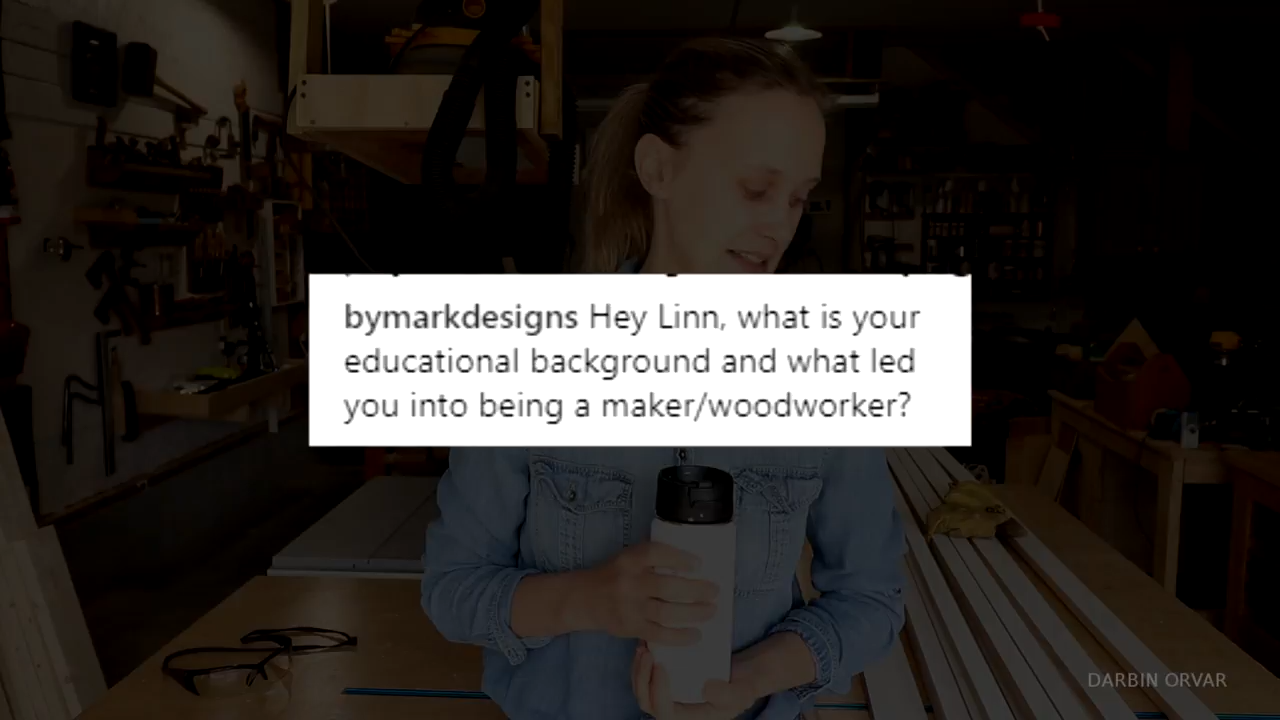 bymarkdesigns Hey Linn, what is your
educational background and what led
you into being a maker/woodworker?
DARBIN ORVAR